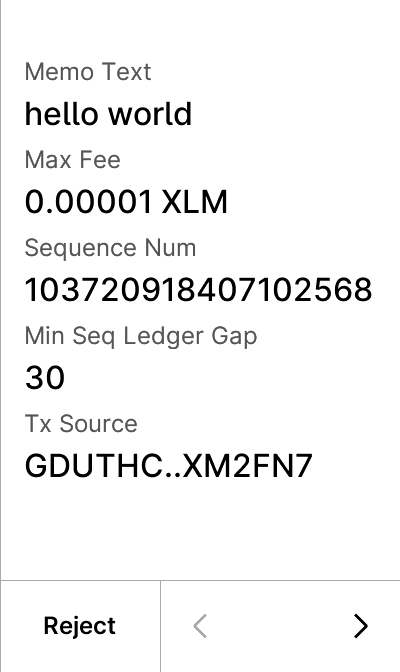 Memo Text
hello world
Max Fee
0.00001 XLM
Sequence Num
103720918407102568
Min Seq Ledger Gap
30
Tx Source
GDUTHC..XM2FN7
Reject